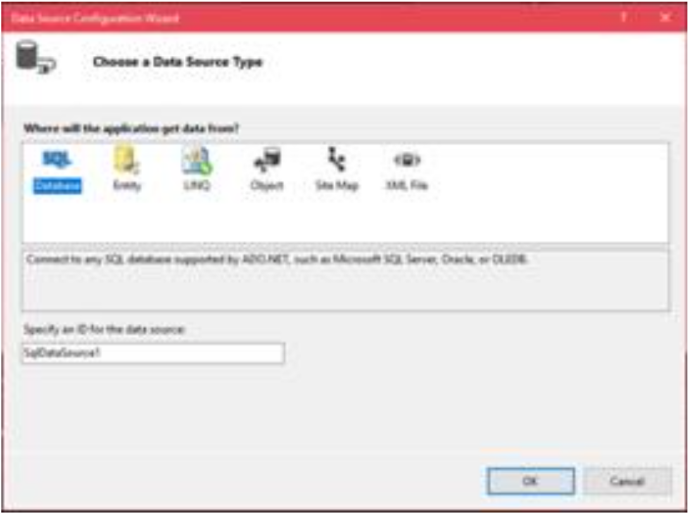 Data Source Configuration Wizard
? ×
Choose a Data Source Type
Where will the application get data from?
SQL
Database Entity LINQ Object Site Map XML File
Connect to any SQL database supported by ADO.NET, such as Microsoft SQL Server, Oracle, or OLEDB.
Specify an ID for the data source:
SqlDataSource1
OK Cancel